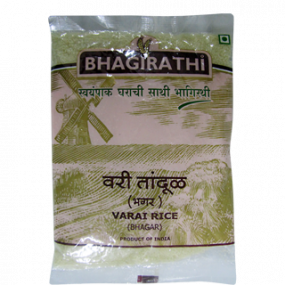 BHAGIRATHI
स्वयंपाक घराची साथी भागिरथी
वरी तांदूळ
(भगर)
VARAI RICE
(BHAGAR)
PRODUCT OF INDIA